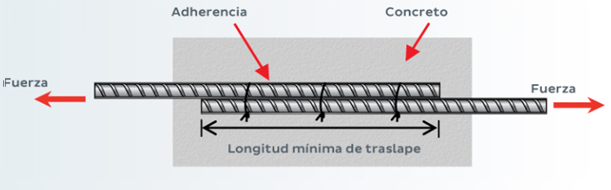 Adherencia
Concreto
Fuerza
Fuerza
Longitud mínima de traslape